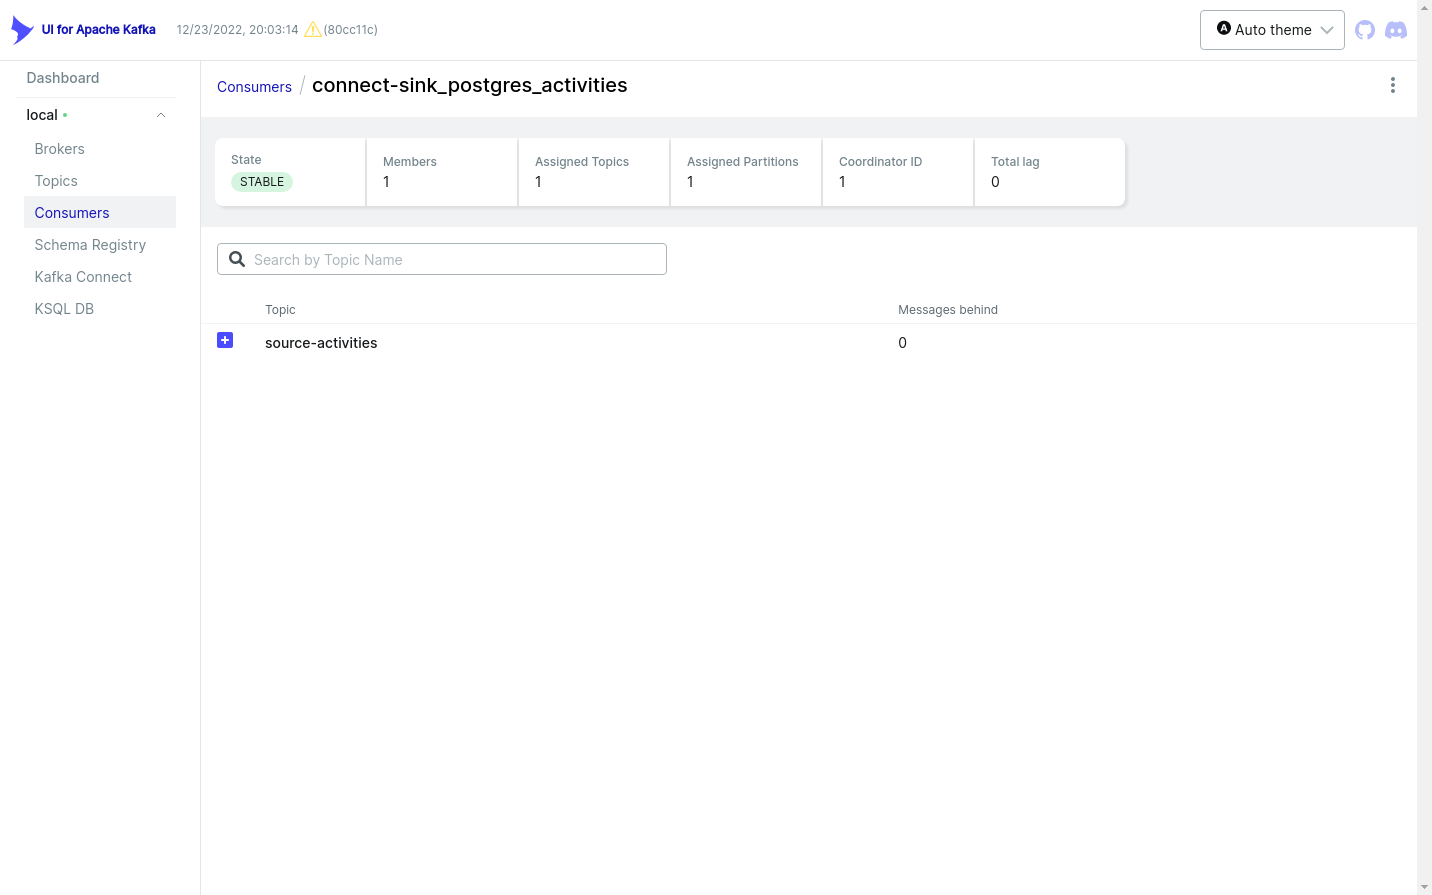 UI for Apache Kafka 12/23/2022, 20:03:14 (80cc11c) A Auto theme
Dashboard
local
Brokers
Topics
Consumers
Schema Registry
Kafka Connect
KSQL DB
Consumers / connect-sink_postgres_activities
State Members Assigned Topics Assigned Partitions Coordinator ID Total lag
STABLE 1 1 1 1 0
Search by Topic Name
Topic Messages behind
source-activities 0